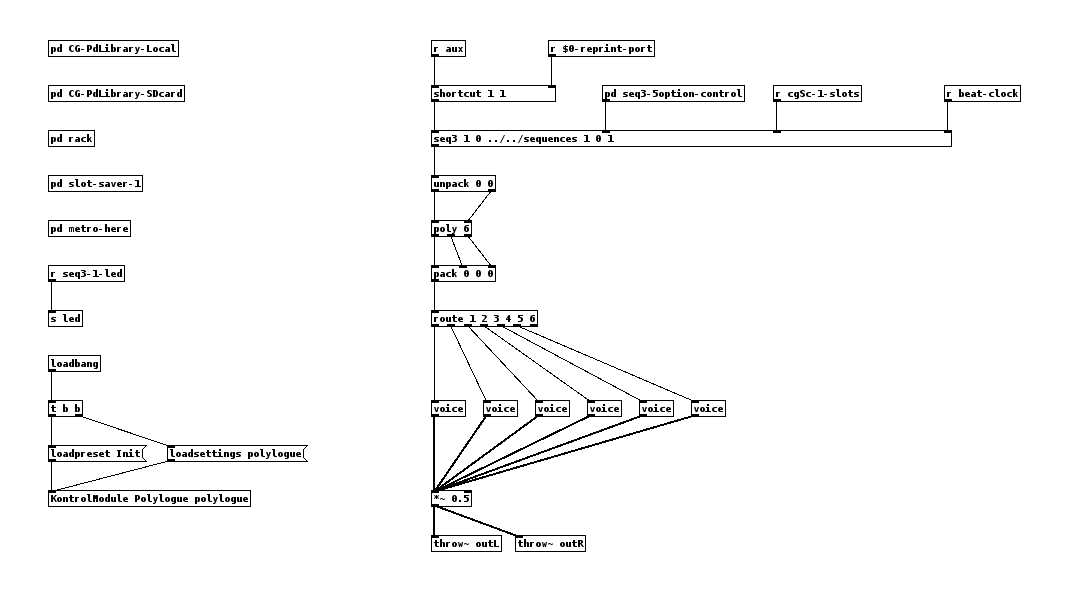 pd CG-PdLibrary-Local
pd CG-PdLibrary-SDcard
pd rack
pd slot-saver-1
pd metro-here
r seq3-1-led
s led
loadbang
t b b
loadpreset Init
loadsettings polylogue
KontrolModule Polylogue polylogue
r aux
r $0-reprint-port
shortcut 1 1
pd seq3-5option-control
r cgSc-1-slots
r beat-clock
seq3 1 0 ../../sequences 1 0 1
unpack 0 0
poly 6
pack 0 0 0
route 1 2 3 4 5 6
voice
voice
voice
voice
voice
voice
*~ 0.5
throw~ outL
throw~ outR